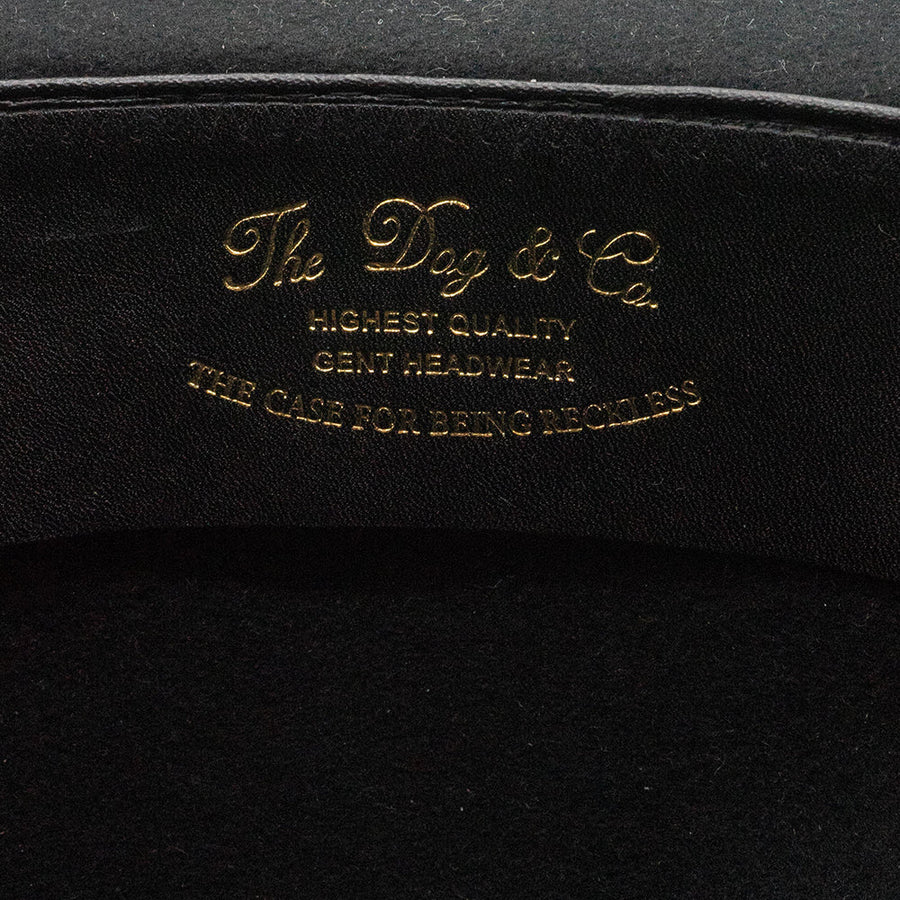 The Dog & Co.
HIGHEST QUALITY
GENT HEADWEAR
THE CASE FOR BEING RECKLESS